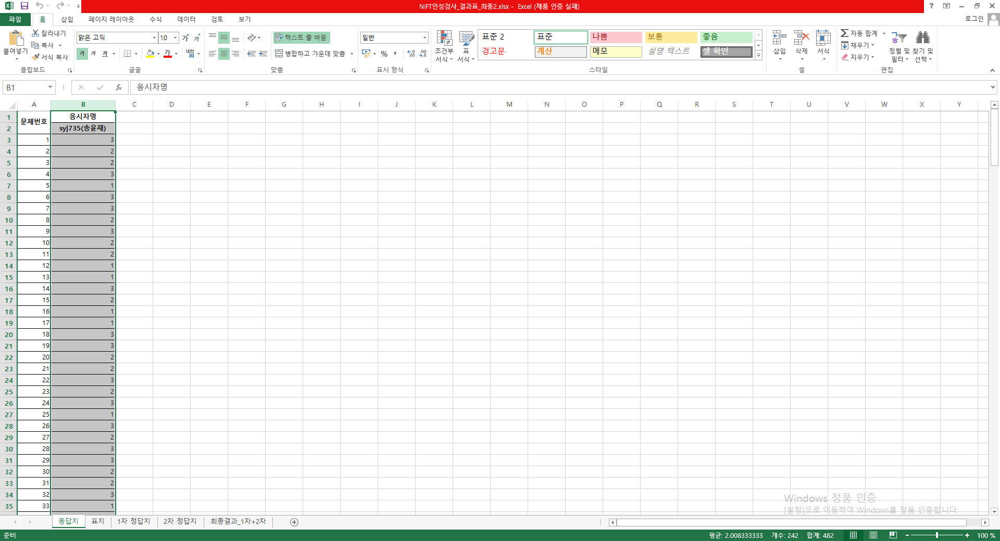 NIFT인성검사_결과표_최종2.xlsx - Excel (제품 인증 실패)
파일 홈 삽입 페이지 레이아웃 수식 데이터 검토 보기 로그인
붙여넣기 잘라내기 복사 서식 복사 클립보드
맑은 고딕 10 가 가 가 가 가 내천 글꼴
텍스트 줄 바꿈 병합하고 가운데 맞춤 맞춤
일반 % 표시 형식
조건부 서식 표 서식
표준 2 표준 나쁨 보통 좋음
경고문 계산 메모 설명 텍스트 셀 확인
스타일
삽입 삭제 서식 셀
자동 합계 채우기 지우기 정렬 및 필터 찾기 및 선택 편집
B1 fx 응시자명
A B C D E F G H I J K L M N O P Q R S T U V W X Y
1 문제번호 응시자명
2 syj735(송윤재)
3 1 3
4 2 2
5 3 2
6 4 3
7 5 1
8 6 3
9 7 3
10 8 2
11 9 3
12 10 2
13 11 2
14 12 1
15 13 1
16 14 3
17 15 2
18 16 1
19 17 1
20 18 3
21 19 3
22 20 2
23 21 2
24 22 3
25 23 2
26 24 3
27 25 1
28 26 3
29 27 2
30 28 3
31 29 3
32 30 2
33 31 2
34 32 3
35 33 1
Windows 정품 인증
[설정]으로 이동하여 Windows를 정품 인증합니다.
응답지 표지 1차 정답지 2차 정답지 최종결과_1차+2차
준비 평균: 2.008333333 개수: 242 합계: 482 100 %